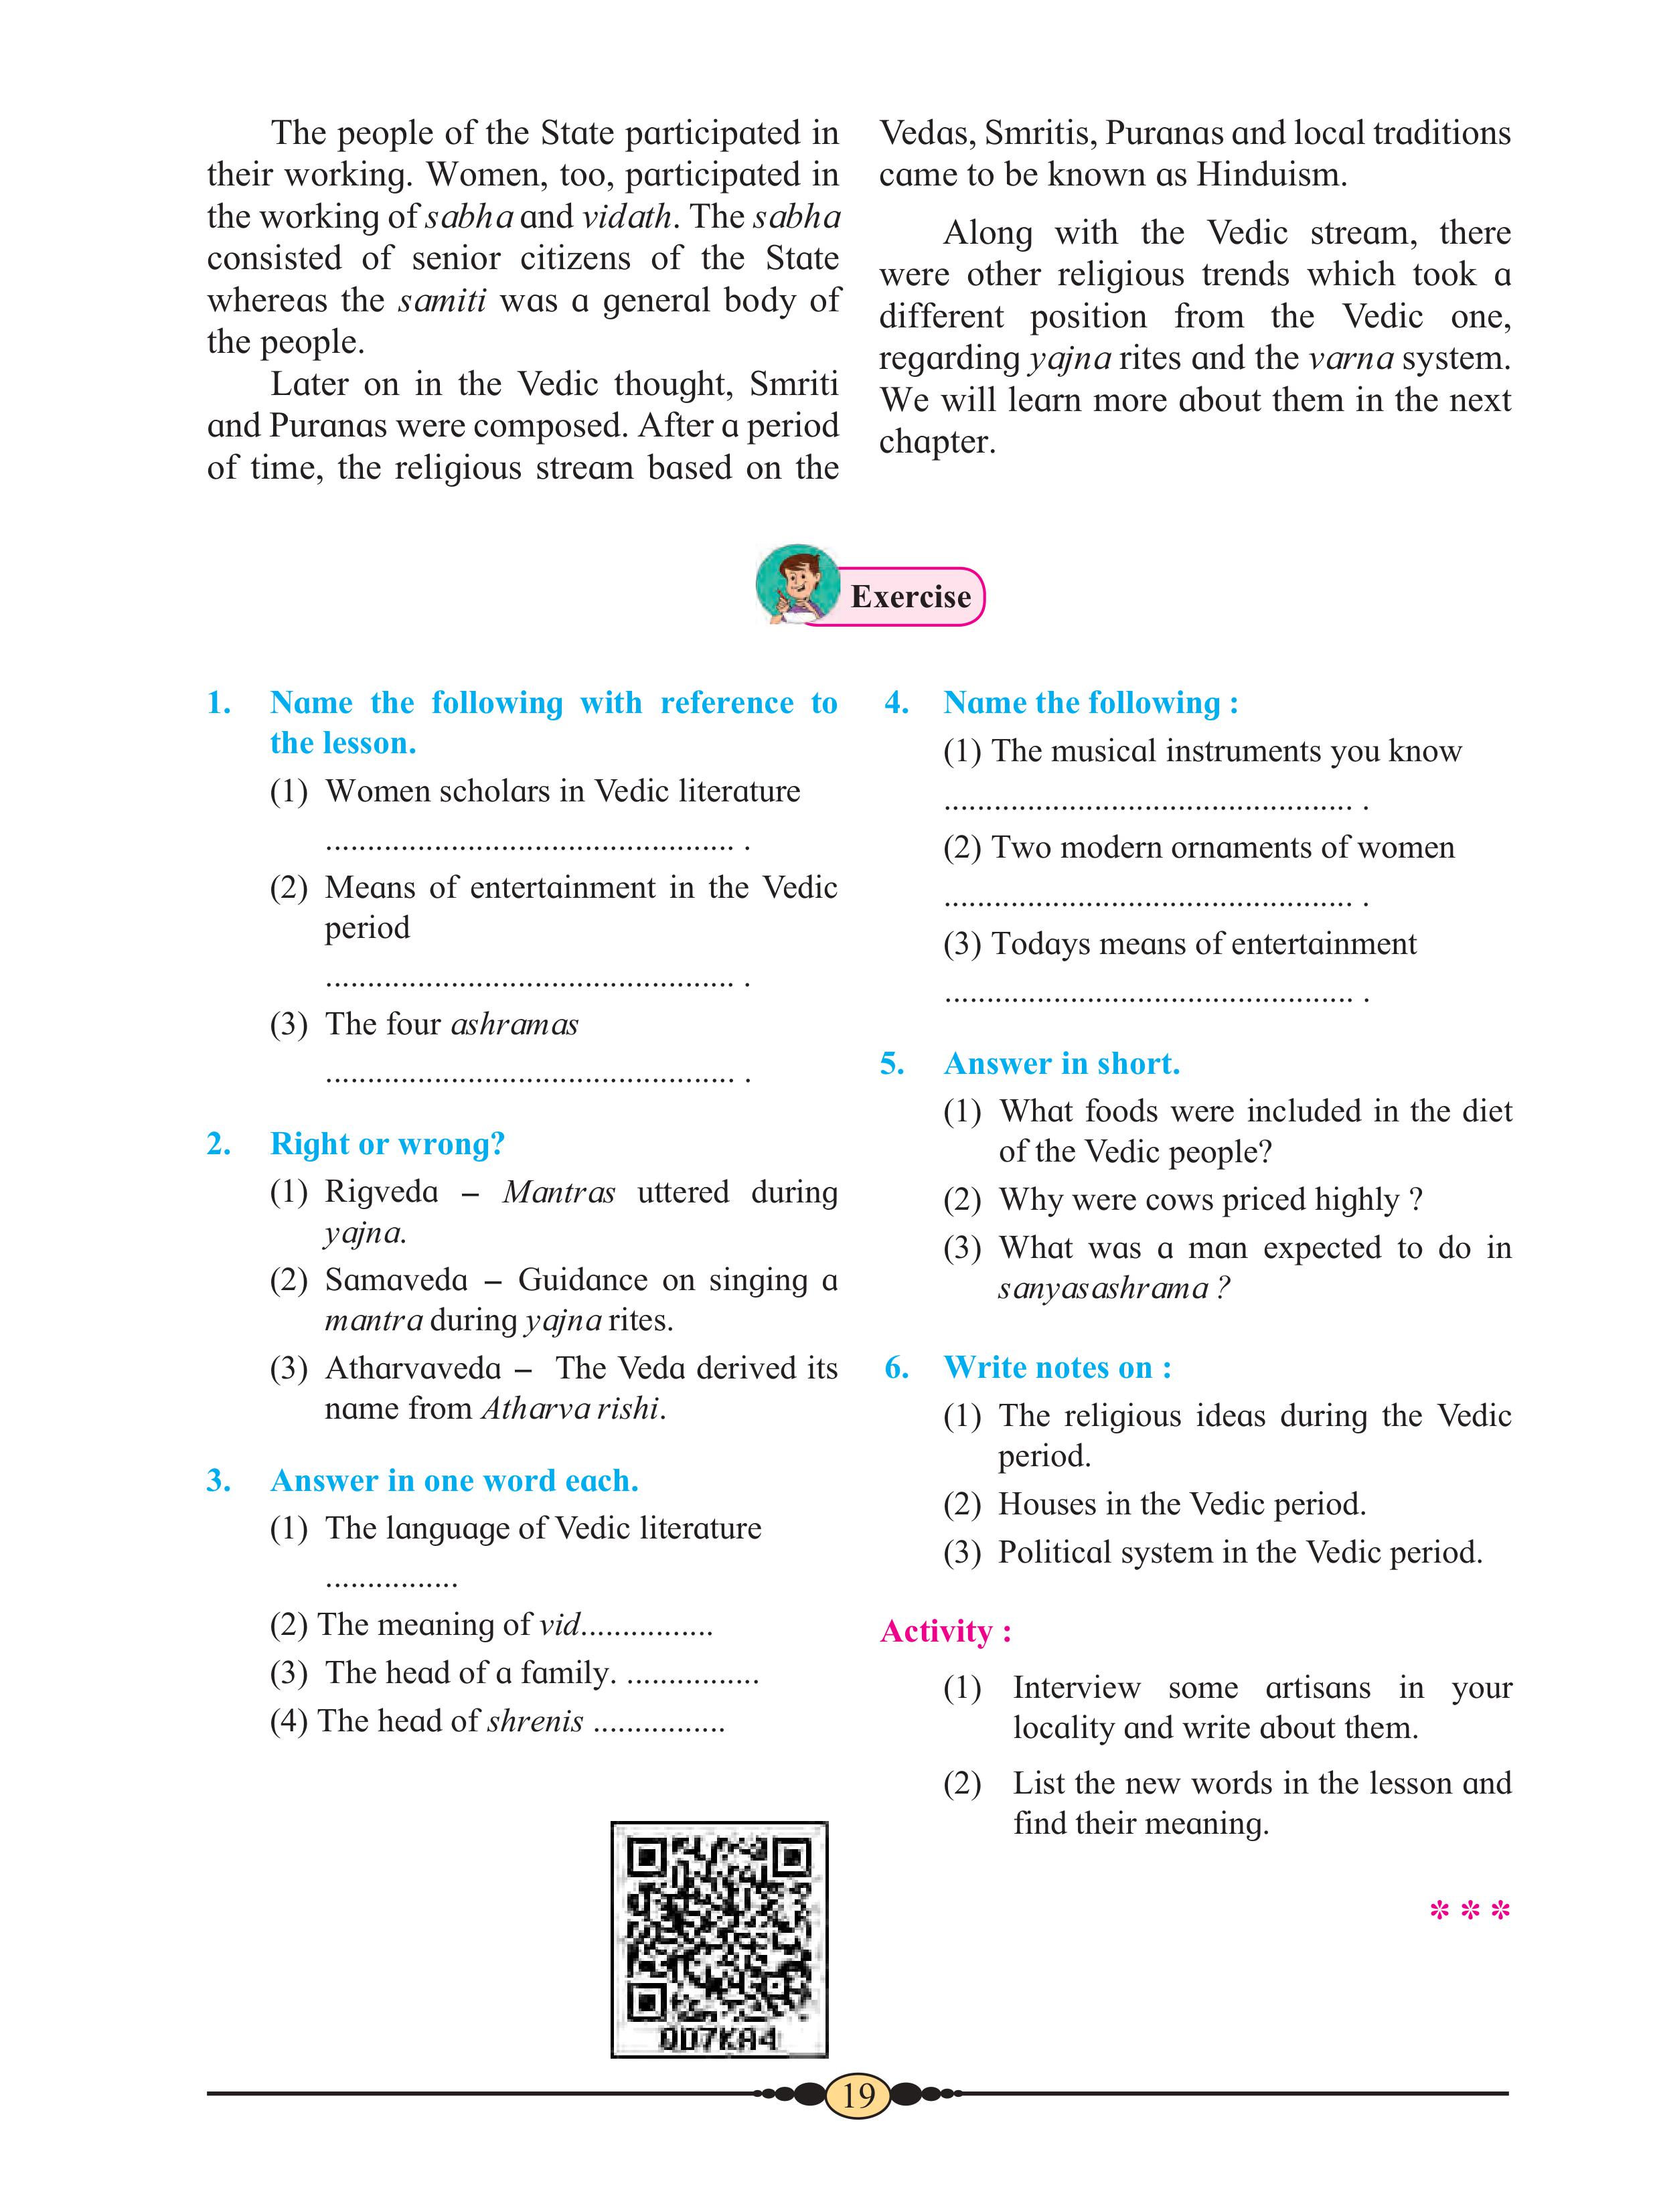 The people of the State participated in
their working. Women, too, participated in
the working of sabha and vidath. The sabha
consisted of senior citizens of the State
whereas the samiti was a general body of
the people.
Later on in the Vedic thought, Smriti
and Puranas were composed. After a period
of time, the religious stream based on the
Vedas, Smritis, Puranas and local traditions
came to be known as Hinduism.
Along with the Vedic stream, there
were other religious trends which took a
different position from the Vedic one,
regarding yajna rites and the varna system.
We will learn more about them in the next
chapter.
Exercise
1. Name the following with reference to
the lesson.
(1) Women scholars in Vedic literature
................................................. .
(2) Means of entertainment in the Vedic
period
................................................. .
(3) The four ashramas
................................................. .
2. Right or wrong?
(1) Rigveda – Mantras uttered during
yajna.
(2) Samaveda – Guidance on singing a
mantra during yajna rites.
(3) Atharvaveda – The Veda derived its
name from Atharva rishi.
3. Answer in one word each.
(1) The language of Vedic literature
................
(2) The meaning of vid................
(3) The head of a family. ................
(4) The head of shrenis ................
4. Name the following :
(1) The musical instruments you know
................................................. .
(2) Two modern ornaments of women
................................................. .
(3) Todays means of entertainment
................................................. .
5. Answer in short.
(1) What foods were included in the diet
of the Vedic people?
(2) Why were cows priced highly ?
(3) What was a man expected to do in
sanyasashrama ?
6. Write notes on :
(1) The religious ideas during the Vedic
period.
(2) Houses in the Vedic period.
(3) Political system in the Vedic period.
Activity :
(1) Interview some artisans in your
locality and write about them.
(2) List the new words in the lesson and
find their meaning.
* * *
0D7KA4
19